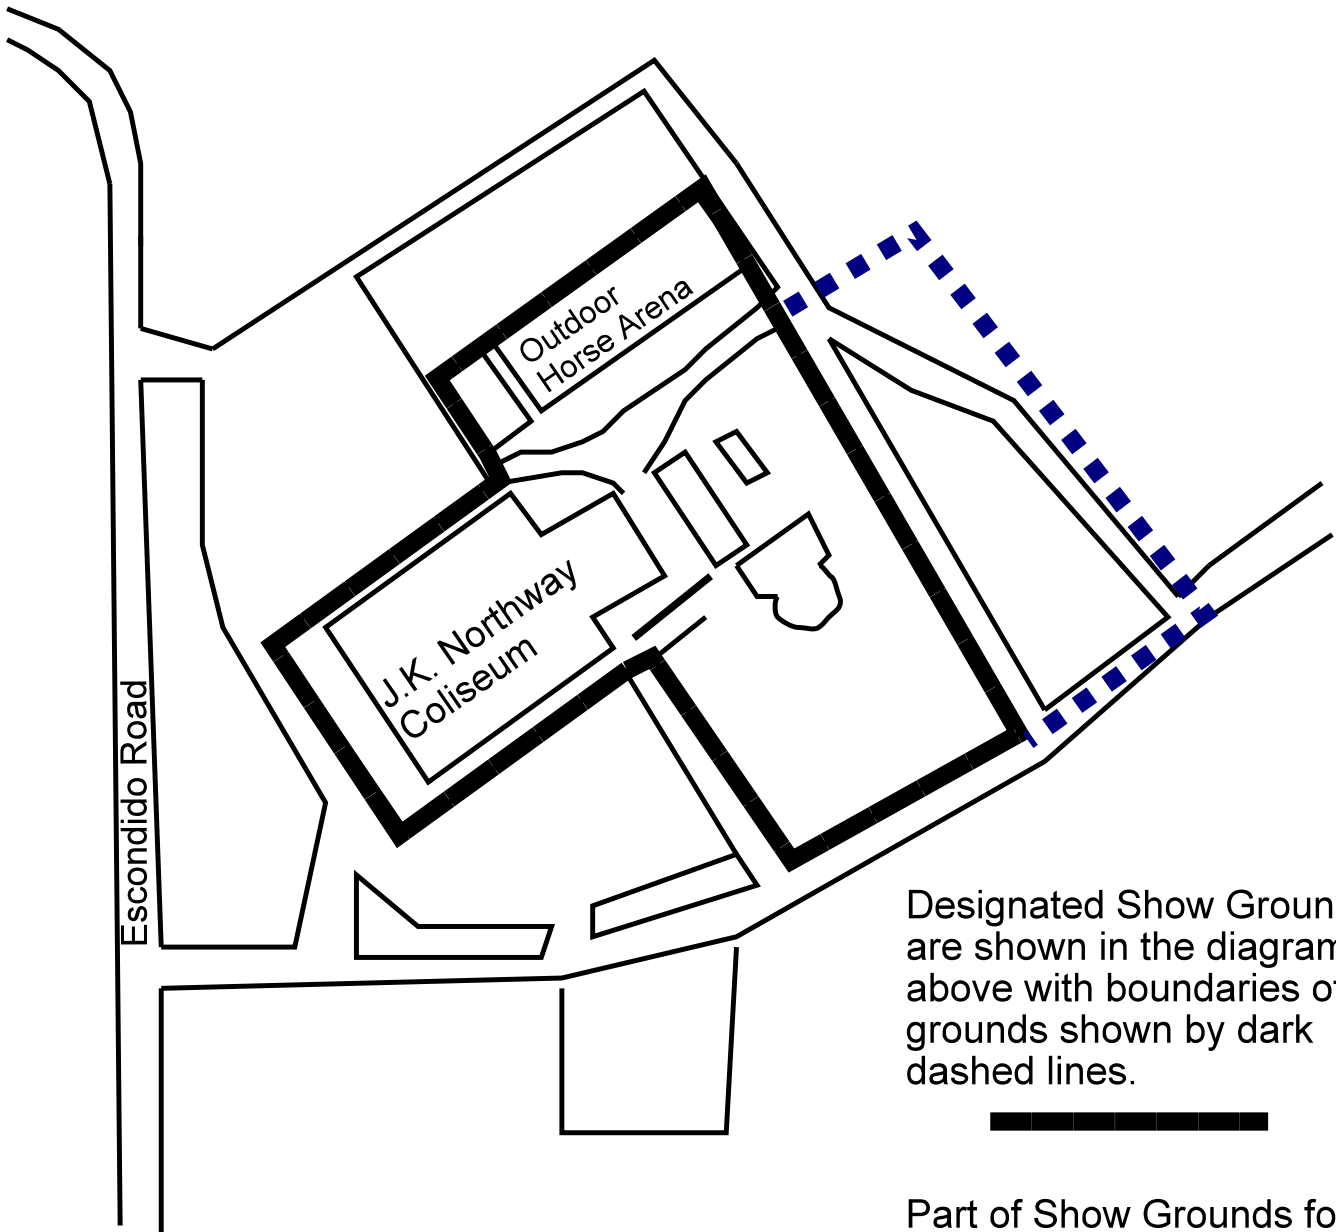 Outdoor
Horse Arena
J.K. Northway
Coliseum
Escondido Road
Designated Show Groun
are shown in the diagram
above with boundaries of
grounds shown by dark
dashed lines.
Part of Show Grounds fo